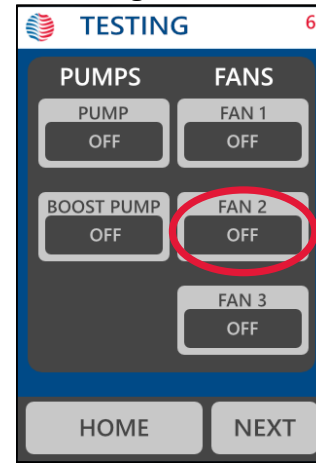 TESTING 6
PUMPS FANS
PUMP FAN 1
OFF OFF
BOOST PUMP FAN 2
OFF OFF
FAN 3
OFF
HOME NEXT